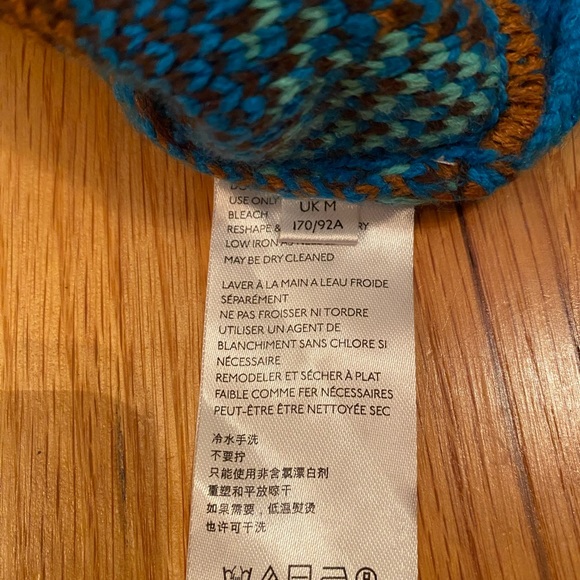 USE ONLY
UK M
BLEACH
170/92A
RESHAPE &
RY
LOW IRON AS
MAY BE DRY CLEANED
LAVER À LA MAIN A LEAU FROIDE
SÉPARÉMENT
NE PAS FROISSER NI TORDRE
UTILISER UN AGENT DE
BLANCHIMENT SANS CHLORE SI
NÉCESSAIRE
REMODELER ET SÉCHER À PLAT
FAIBLE COMME FER NÉCESSAIRES
PEUT-ÊTRE ÊTRE NETTOYÉE SEC
冷水手洗
不要拧
只能使用非含氯漂白剂
重塑和平放晾干
如果需要，低温熨烫
也许可干洗